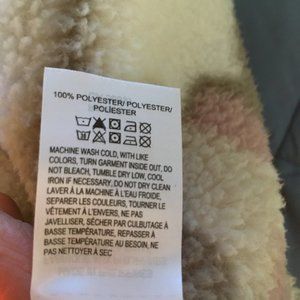 100% POLYESTER/ POLYESTER/
POLIESTER
MACHINE WASH COLD, WITH LIKE
COLORS, TURN GARMENT INSIDE OUT, DO
NOT BLEACH, TUMBLE DRY LOW, COOL
IRON IF NECESSARY, DO NOT DRY CLEAN
LAVER À LA MACHINE À L'EAU FROIDE,
SEPARER LES COULEURS, TOURNER LE
VÊTEMENT À L'ENVERS, NE PAS
JAVELLISER, SÉCHER PAR CULBUTAGE À
BASSE TEMPÉRATURE, REPASSER À
BASSE TEMPÉRATURE AU BESOIN, NE
PAS NETTOYER À SEC